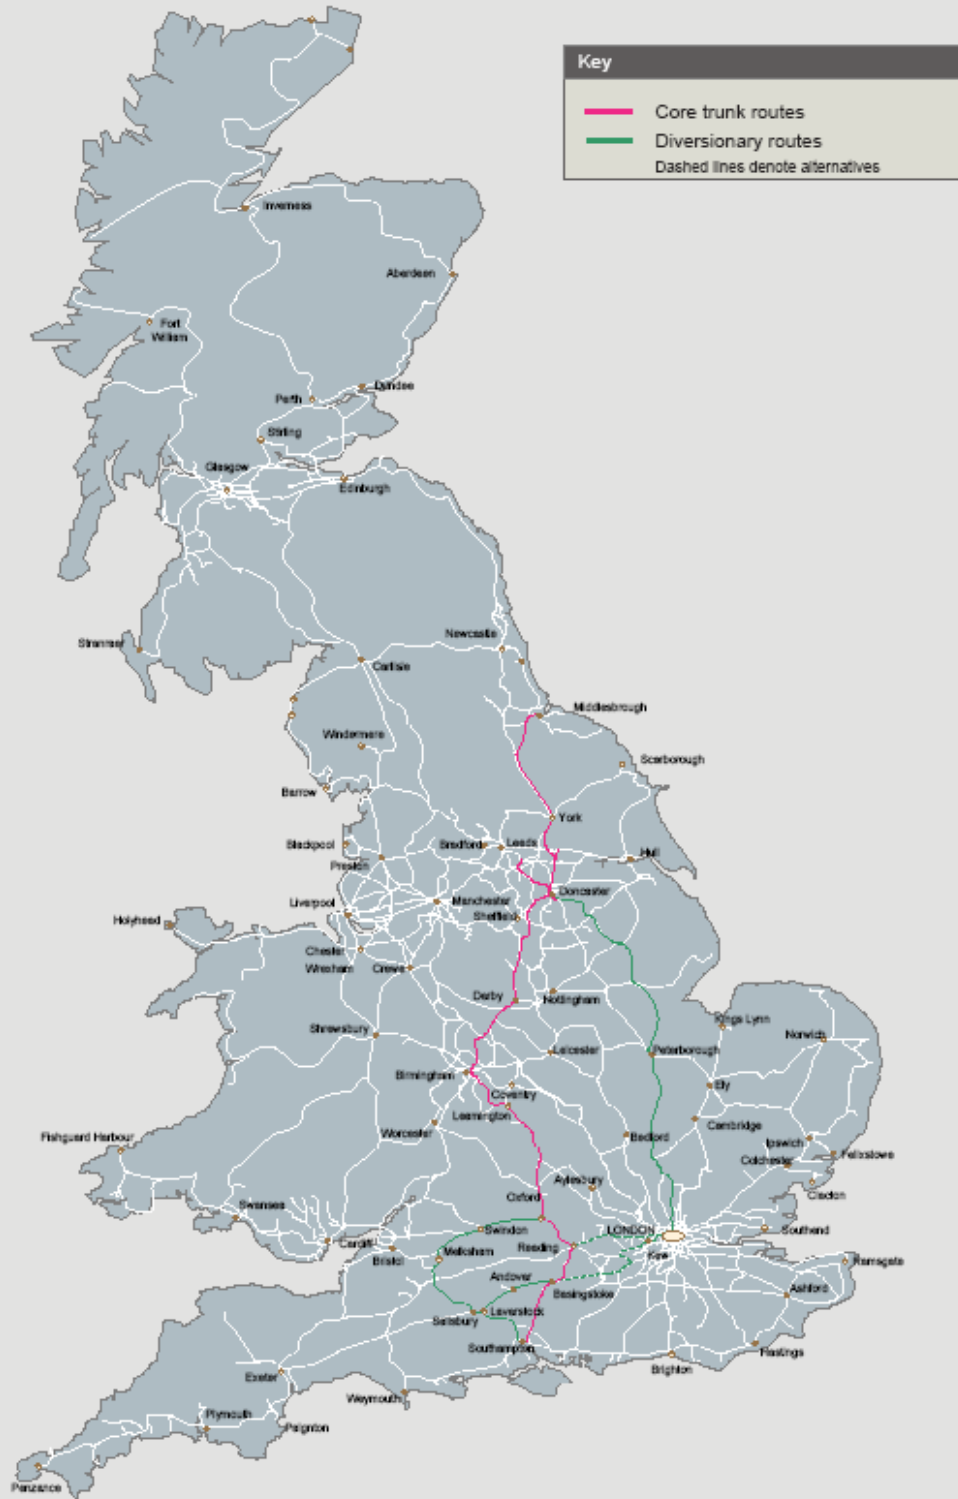 Key
Core trunk routes
Diversionary routes
Dashed lines denote alternatives
Inverness
Aberdeen
Fort
William
Dundee
Perth
Stirling
Glasgow
Edinburgh
Newcastle
Stranraer
Carlisle
Middlesbrough
Windermere
Scarborough
Barrow
York
Blackpool
Bradford
Leeds
Hull
Preston
Doncaster
Liverpool
Manchester
Holyhead
Sheffield
Chester
Wrexham
Crewe
Derby
Nottingham
Kings Lynn
Shrewsbury
Norwich
Leicester
Peterborough
Birmingham
Ely
Coventry
Leamington
Worcester
Cambridge
Fishguard Harbour
Bedford
Ipswich
Felixstowe
Colchester
Aylesbury
Clacton
Oxford
Swansea
Swindon
LONDON
Southend
Cardiff
Reading
Kew
Bristol
Melksham
Ramsgate
Andover
Basingstoke
Ashford
Laverstock
Salisbury
Southampton
Hastings
Brighton
Exeter
Weymouth
Plymouth
Paignton
Penzance